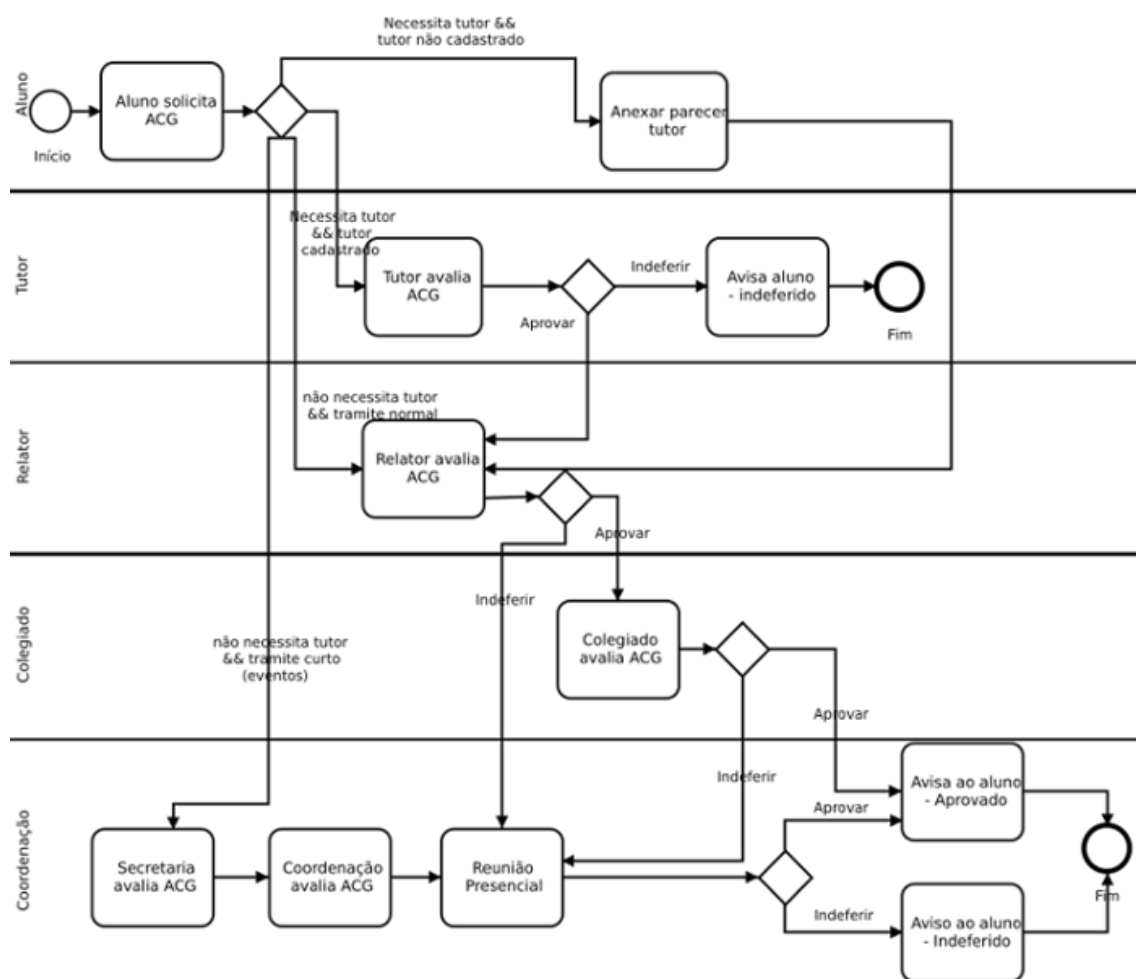 Necessita tutor &&
tutor não cadastrado
Aluno
Aluno solicita
ACG
Anexar parecer
tutor
Início
Necessita tutor
&& tutor
cadastrado
Tutor
Tutor avalia
ACG
Indeferir
Avisa aluno
- indeferido
Aprovar
Fim
não necessita tutor
&& tramite normal
Relator
Relator avalia
ACG
Aprovar
Indeferir
Colegiado
Colegiado
avalia ACG
não necessita tutor
&& tramite curto
(eventos)
Aprovar
Indeferir
Coordenação
Secretaria
avalia ACG
Coordenação
avalia ACG
Reunião
Presencial
Aprovar
Avisa ao aluno
- Aprovado
Indeferir
Aviso ao aluno
- Indeferido
Fim